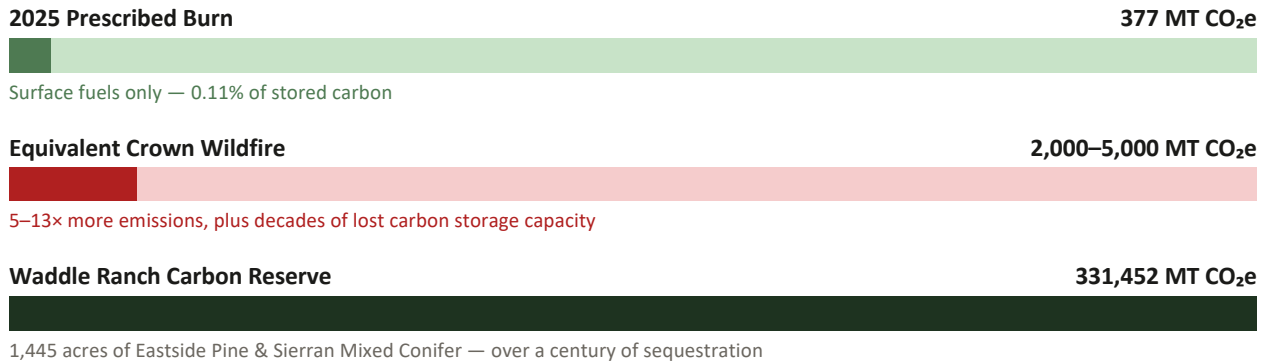 2025 Prescribed Burn 377 MT CO₂e
Surface fuels only — 0.11% of stored carbon
Equivalent Crown Wildfire 2,000–5,000 MT CO₂e
5–13× more emissions, plus decades of lost carbon storage capacity
Waddle Ranch Carbon Reserve 331,452 MT CO₂e
1,445 acres of Eastside Pine & Sierran Mixed Conifer — over a century of sequestration